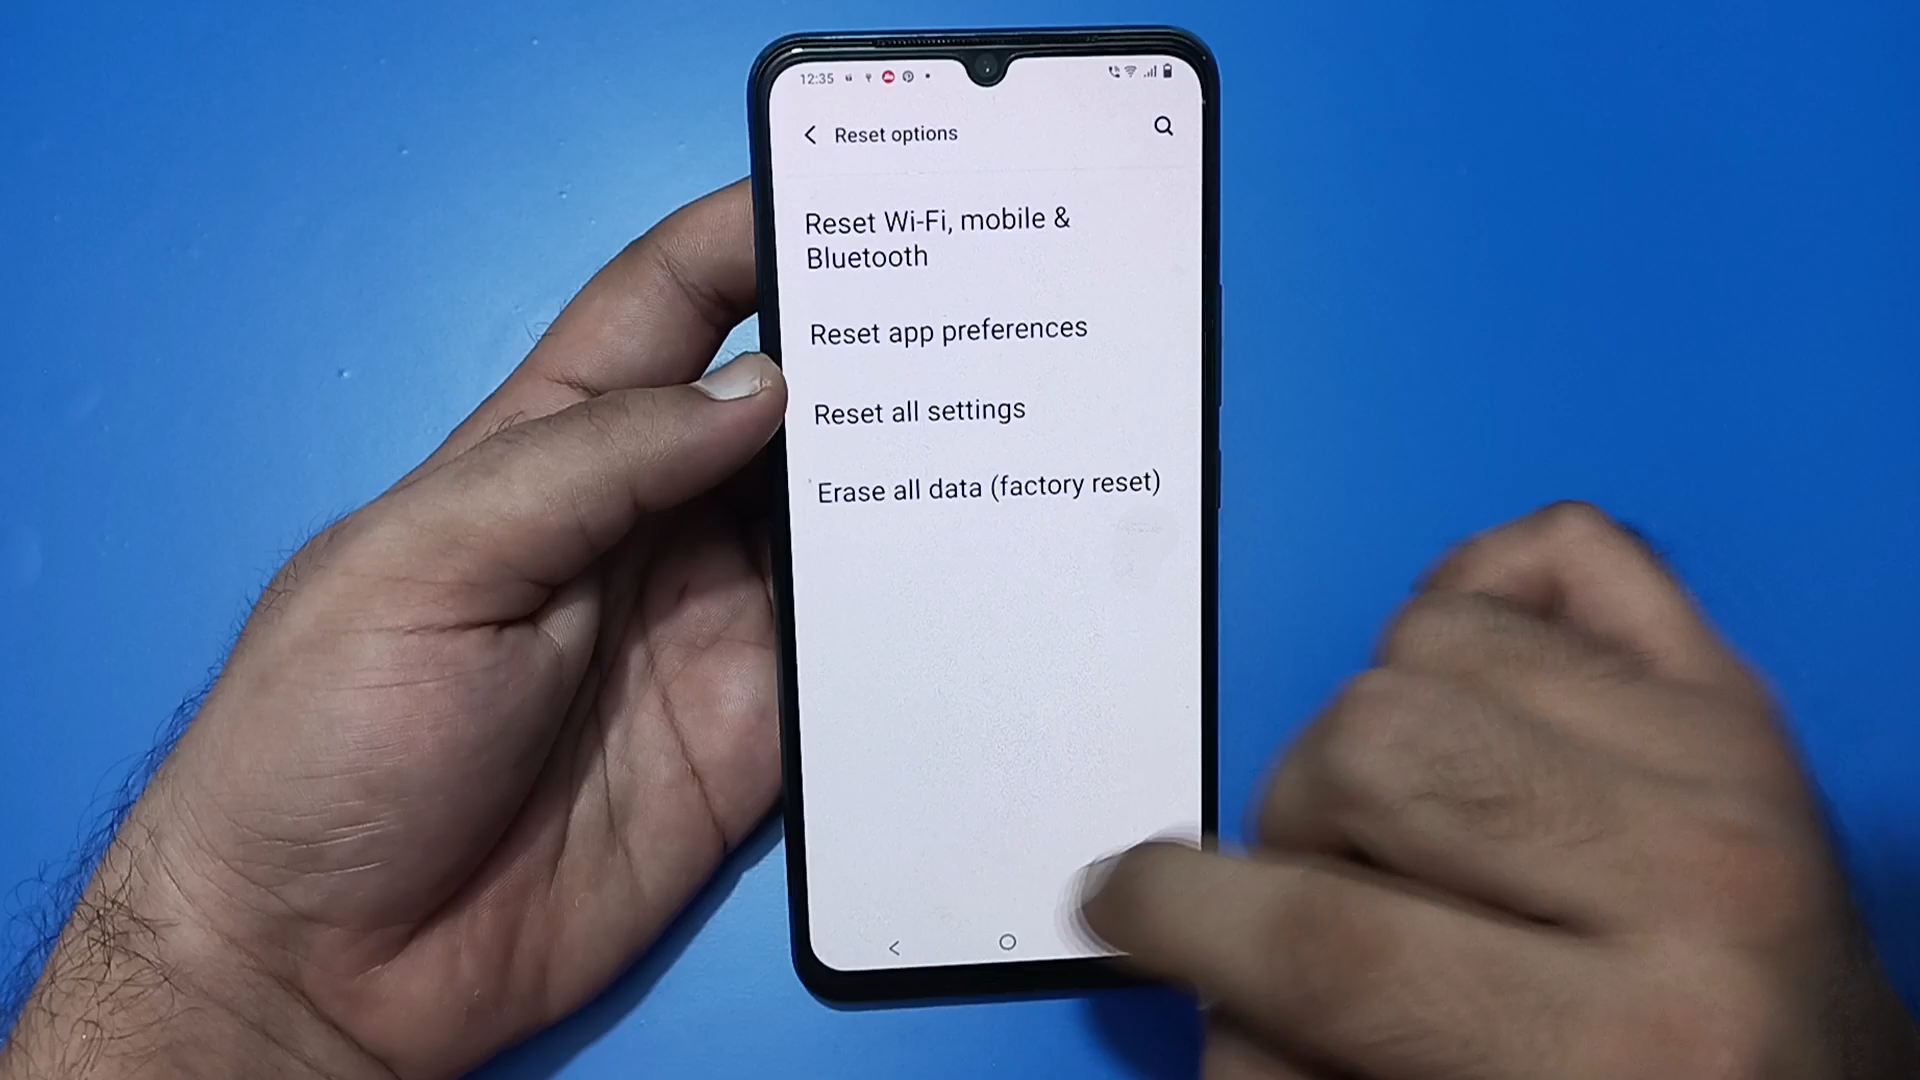 12:35
Reset options
Reset Wi-Fi, mobile &
Bluetooth
Reset app preferences
Reset all settings
Erase all data (factory reset)